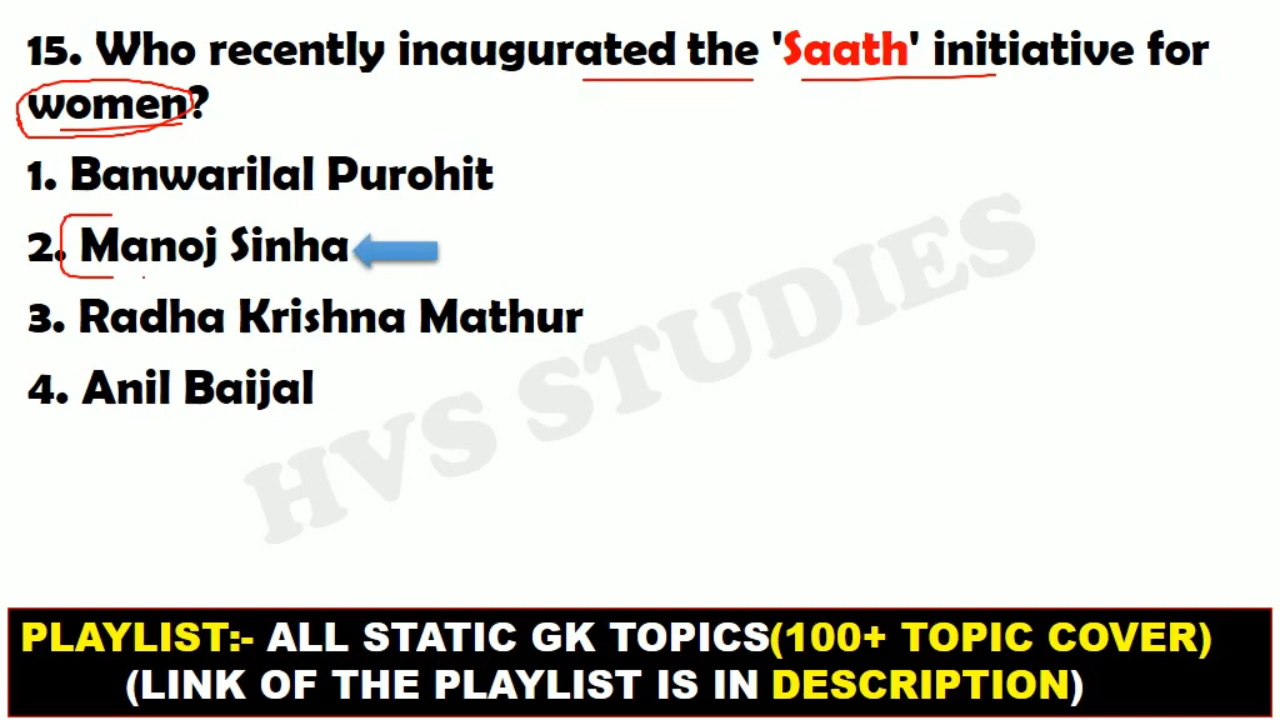 15. Who recently inaugurated the 'Saath' initiative for
women?
1. Banwarilal Purohit
2. Manoj Sinha
3. Radha Krishna Mathur
4. Anil Baijal
HVS STUDIES
PLAYLIST:- ALL STATIC GK TOPICS(100+ TOPIC COVER)
(LINK OF THE PLAYLIST IS IN DESCRIPTION)